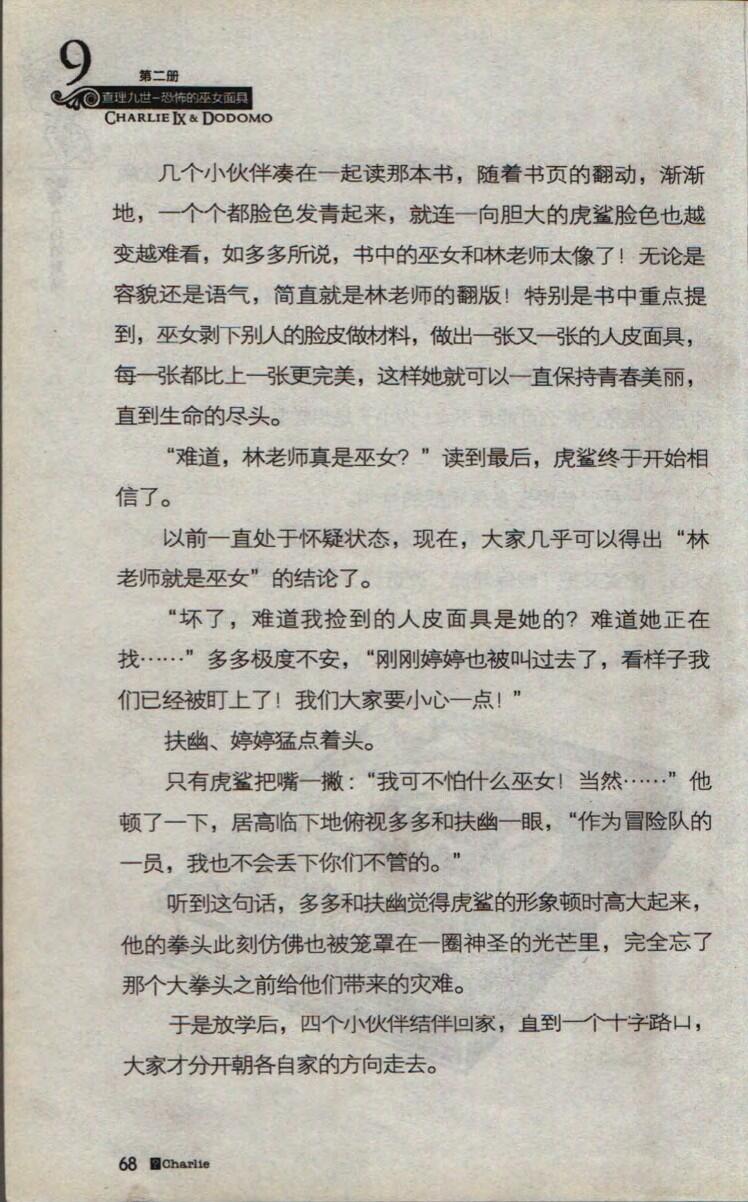 9
第二册
查理九世-恐怖的巫女面具
CHARLIE IX & DODOMO
几个小伙伴凑在一起读那本书，随着书页的翻动，渐渐
地，一个个都脸色发青起来，就连一向胆大的虎鲨脸色也越
变越难看，如多多所说，书中的巫女和林老师太像了！无论是
容貌还是语气，简直就是林老师的翻版！特别是书中重点提
到，巫女剥下别人的脸皮做材料，做出一张又一张的人皮面具，
每一张都比上一张更完美，这样她就可以一直保持青春美丽，
直到生命的尽头。
“难道，林老师真是巫女？”读到最后，虎鲨终于开始相
信了。
以前一直处于怀疑状态，现在，大家几乎可以得出“林
老师就是巫女”的结论了。
“坏了，难道我捡到的人皮面具是她的？难道她正在
找……”多多极度不安，“刚刚婷婷也被叫过去了，看样子我
们已经被盯上了！我们大家要小心一点！”
扶幽、婷婷猛点着头。
只有虎鲨把嘴一撇：“我可不怕什么巫女！当然……”他
顿了一下，居高临下地俯视多多和扶幽一眼，“作为冒险队的
一员，我也不会丢下你们不管的。”
听到这句话，多多和扶幽觉得虎鲨的形象顿时高大起来，
他的拳头此刻仿佛也被笼罩在一圈神圣的光芒里，完全忘了
那个大拳头之前给他们带来的灾难。
于是放学后，四个小伙伴结伴回家，直到一个十字路口，
大家才分开朝各自家的方向走去。
68 Charlie